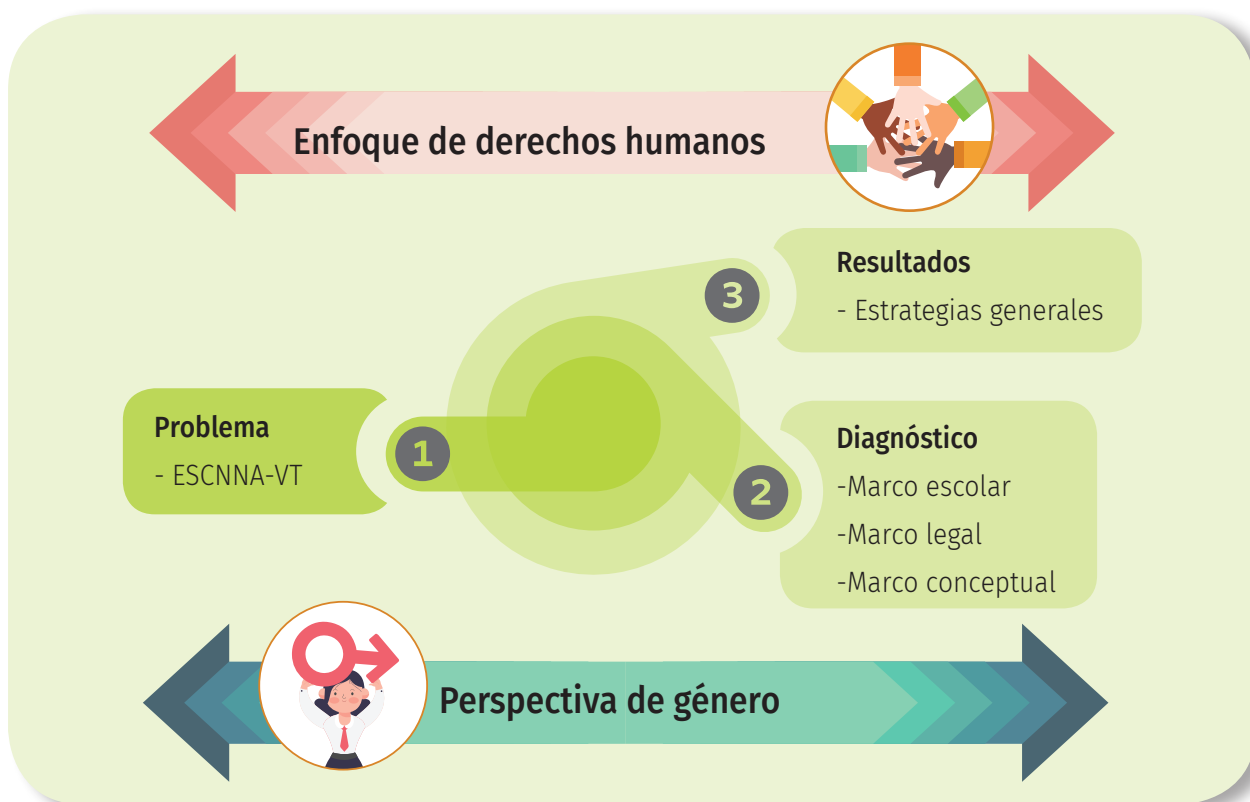 Enfoque de derechos humanos
3
Resultados
- Estrategias generales
Problema
- ESCNNA-VT
1
2
Diagnóstico
-Marco escolar
-Marco legal
-Marco conceptual
Perspectiva de género